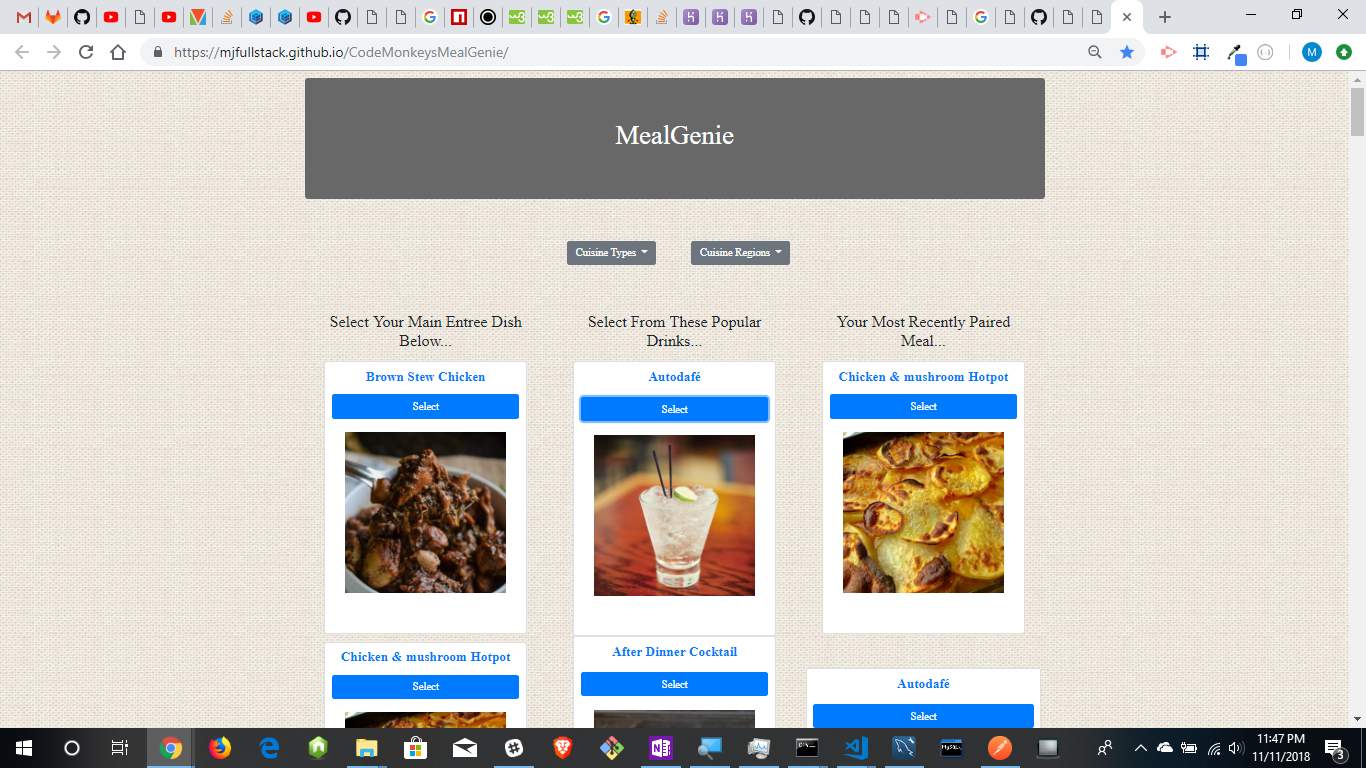 https://mjfullstack.github.io/CodeMonkeysMealGenie/
M
MealGenie
Cuisine Types
Cuisine Regions
Select Your Main Entree Dish
Below...
Select From These Popular
Drinks...
Your Most Recently Paired
Meal...
Brown Stew Chicken
Select
Autodafé
Select
Chicken & mushroom Hotpot
Select
Chicken & mushroom Hotpot
Select
After Dinner Cocktail
Select
Autodafé
Select
11:47 PM
11/11/2018
3